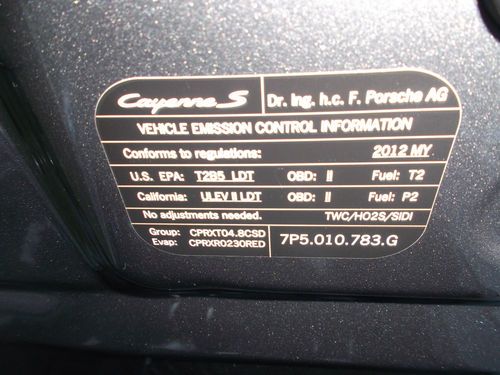 Cayenne S Dr. Ing. h.c. F. Porsche AG
VEHICLE EMISSION CONTROL INFORMATION
Conforms to regulations: 2012 MY
U.S. EPA: T2B5 LDT OBD: II Fuel: T2
California: ULEV II LDT OBD: II Fuel: P2
No adjustments needed. TWC/HO2S/SIDI
Group: CPRXT04.8CSD
Evap: CPRXR0230RED 7P5.010.783.G